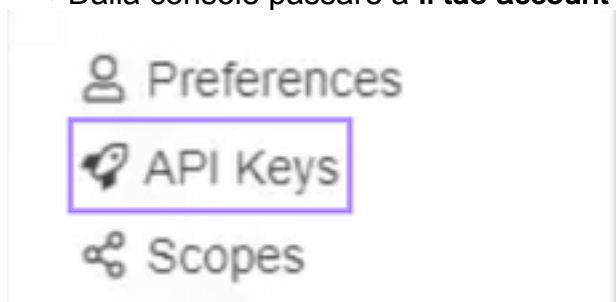 Dalla console passare a Il tuo account
Preferences
API Keys
Scopes